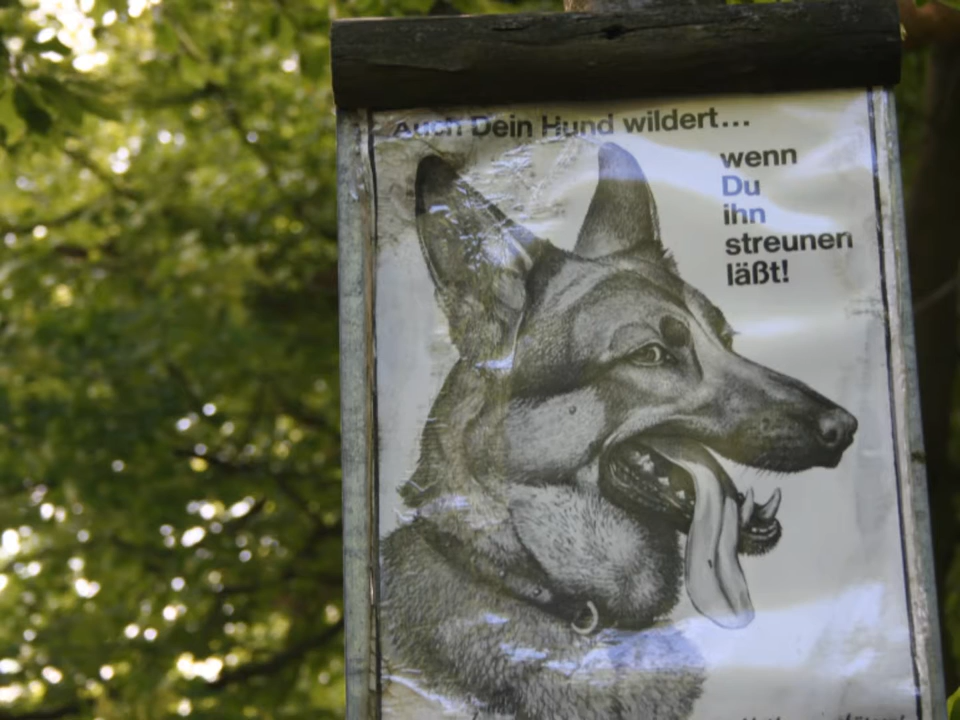 Auch Dein Hund wildert...
wenn
Du
ihn
streunen
läßt!